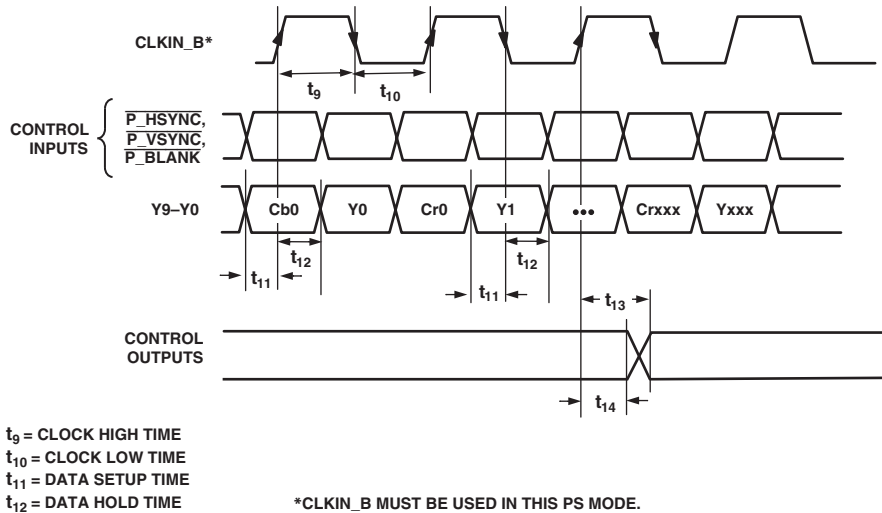 CLKIN_B*
t9
t10
CONTROL
INPUTS
P_HSYNC,
P_VSYNC,
P_BLANK
Y9–Y0
Cb0 Y0 Cr0 Y1 ••• Crxxx Yxxx
t11
t12
t11
t12
t13
CONTROL
OUTPUTS
t14
t9 = CLOCK HIGH TIME
t10 = CLOCK LOW TIME
t11 = DATA SETUP TIME
t12 = DATA HOLD TIME
*CLKIN_B MUST BE USED IN THIS PS MODE.